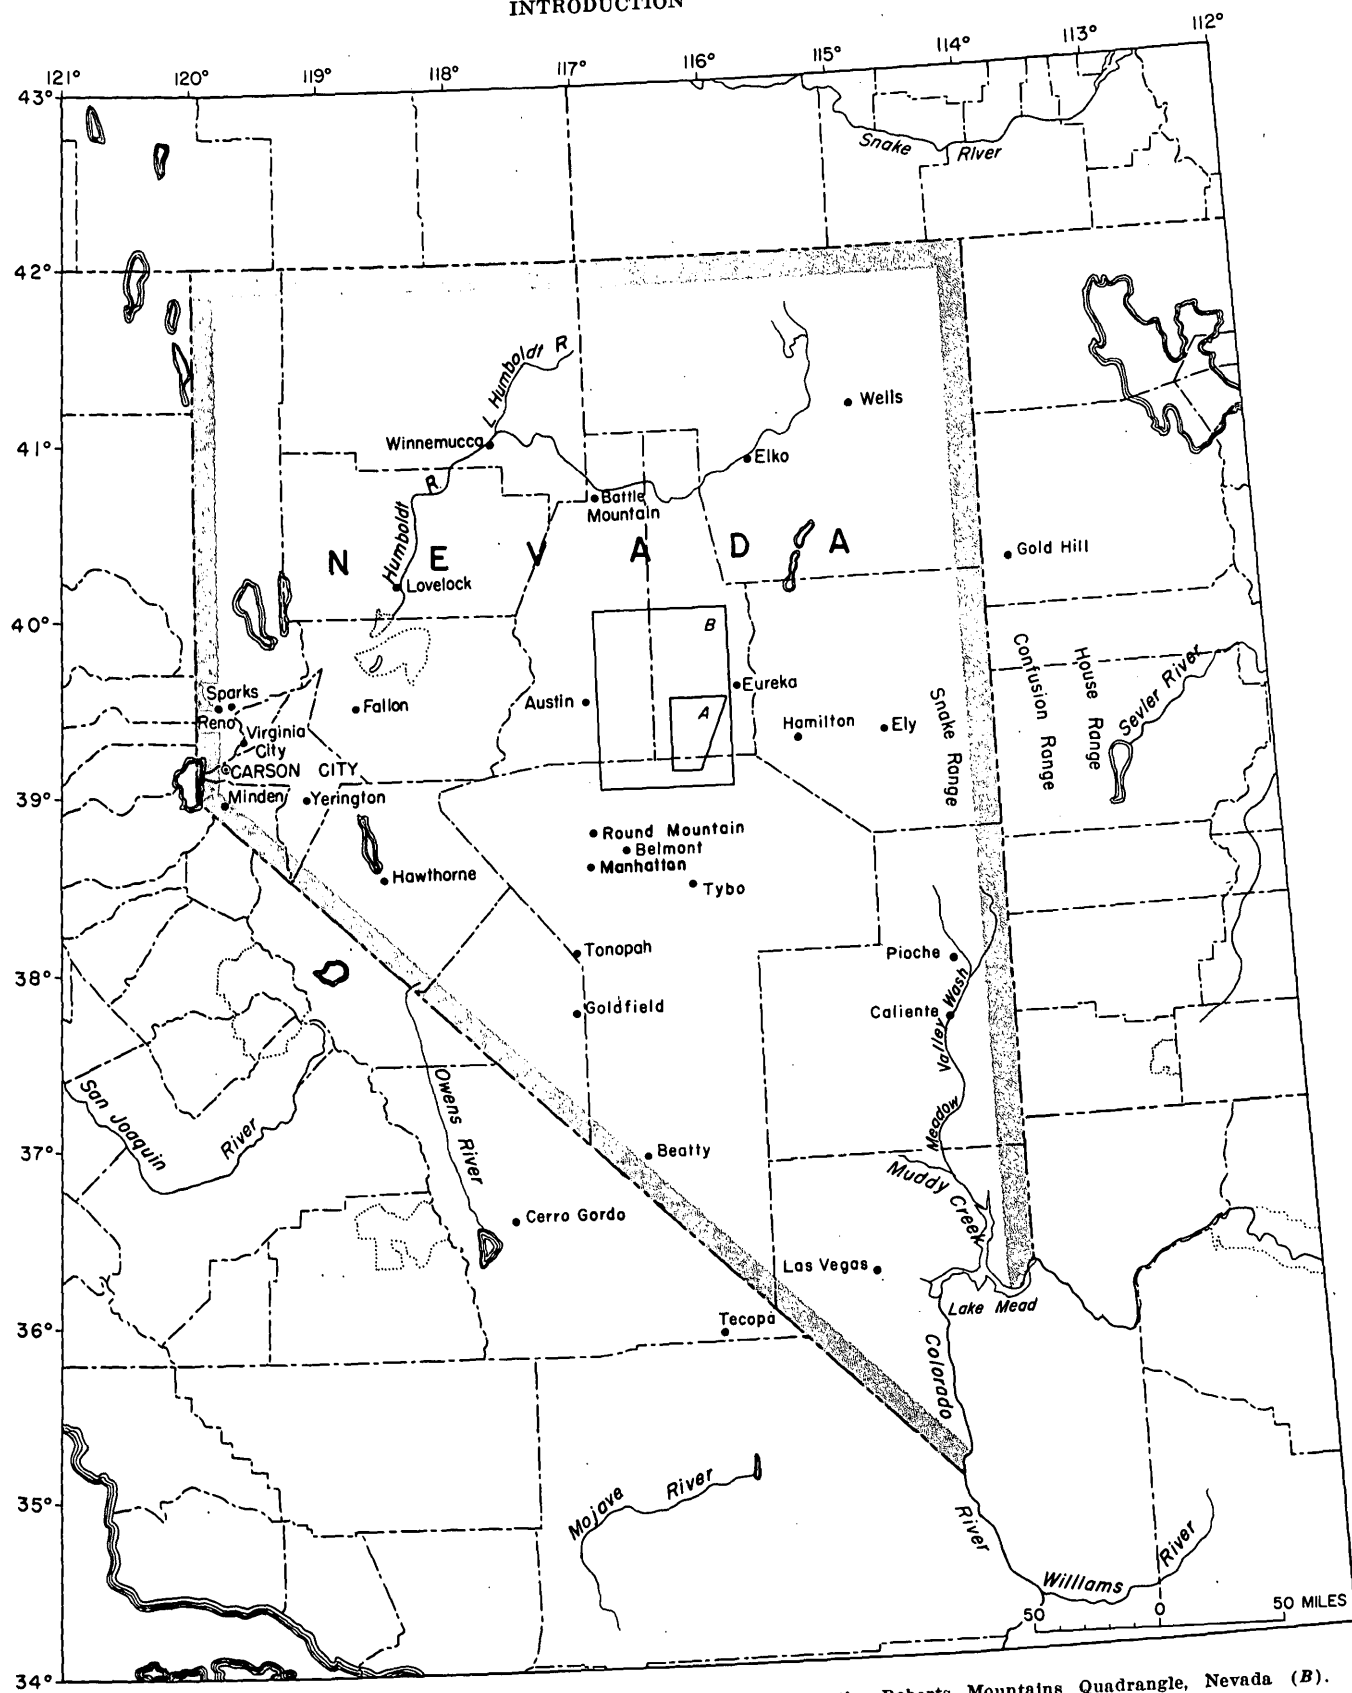 INTRODUCTION
121° 120° 119° 118° 117° 116° 115° 114° 113° 112°
43°
Snake River
42°
L Humboldt R
Wells
Winnemucca
41°
Elko
R.
Battle
Mountain
Humboldt
N E V A D A
Gold Hill
Lovelock
40°
B
Confusion Range
House Range
Sevier River
Eureka
Sparks
Austin
Fallon
A
Snake Range
Reno
Hamilton
Ely
Virginia
City
CARSON CITY
39°
Minden
Yerington
Round Mountain
Belmont
Manhattan
Hawthorne
Tybo
Tonopah
Pioche
38°
Goldfield
Caliente
Meadow Valley Wash
San Joaquin River
Owens River
37°
Beatty
Muddy Creek
Cerro Gordo
Las Vegas
Lake Mead
36°
Tecopa
Colorado River
35°
Mojave River
Williams River
50 0 50 MILES
34°
Roberts Mountains Quadrangle, Nevada (B).